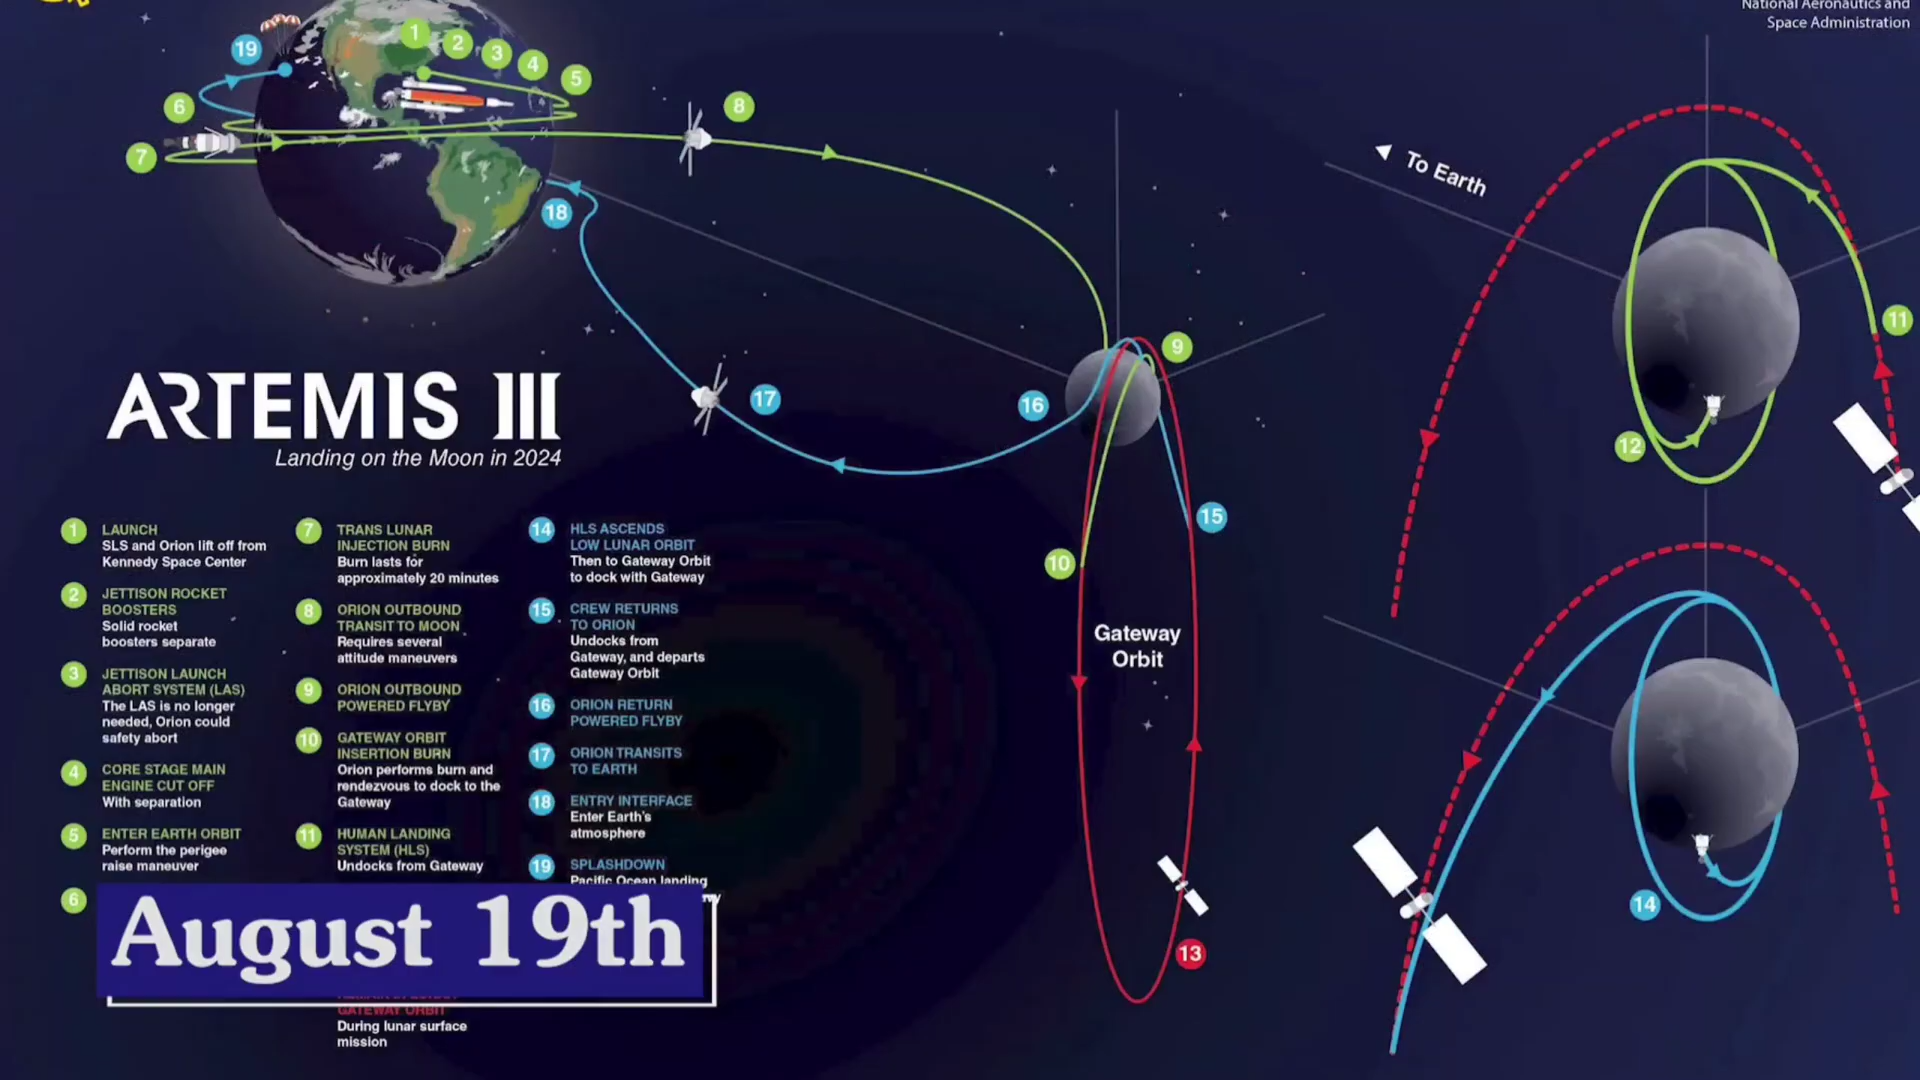 National Aeronautics and
Space Administration
19
1
2
3
4
5
6
7
8
To Earth
18
9
11
17
16
12
10
15
Gateway
Orbit
13
14
ARTEMIS III
Landing on the Moon in 2024
1 LAUNCH
SLS and Orion lift off from
Kennedy Space Center
2 JETTISON ROCKET
BOOSTERS
Solid rocket
boosters separate
3 JETTISON LAUNCH
ABORT SYSTEM (LAS)
The LAS is no longer
needed, Orion could
safety abort
4 CORE STAGE MAIN
ENGINE CUT OFF
With separation
5 ENTER EARTH ORBIT
Perform the perigee
raise maneuver
6
7 TRANS LUNAR
INJECTION BURN
Burn lasts for
approximately 20 minutes
8 ORION OUTBOUND
TRANSIT TO MOON
Requires several
attitude maneuvers
9 ORION OUTBOUND
POWERED FLYBY
10 GATEWAY ORBIT
INSERTION BURN
Orion performs burn and
rendezvous to dock to the
Gateway
11 HUMAN LANDING
SYSTEM (HLS)
Undocks from Gateway
GATEWAY ORBIT
During lunar surface
mission
14 HLS ASCENDS
LOW LUNAR ORBIT
Then to Gateway Orbit
to dock with Gateway
15 CREW RETURNS
TO ORION
Undocks from
Gateway, and departs
Gateway Orbit
16 ORION RETURN
POWERED FLYBY
17 ORION TRANSITS
TO EARTH
18 ENTRY INTERFACE
Enter Earth's
atmosphere
19 SPLASHDOWN
Pacific Ocean landing
August 19th